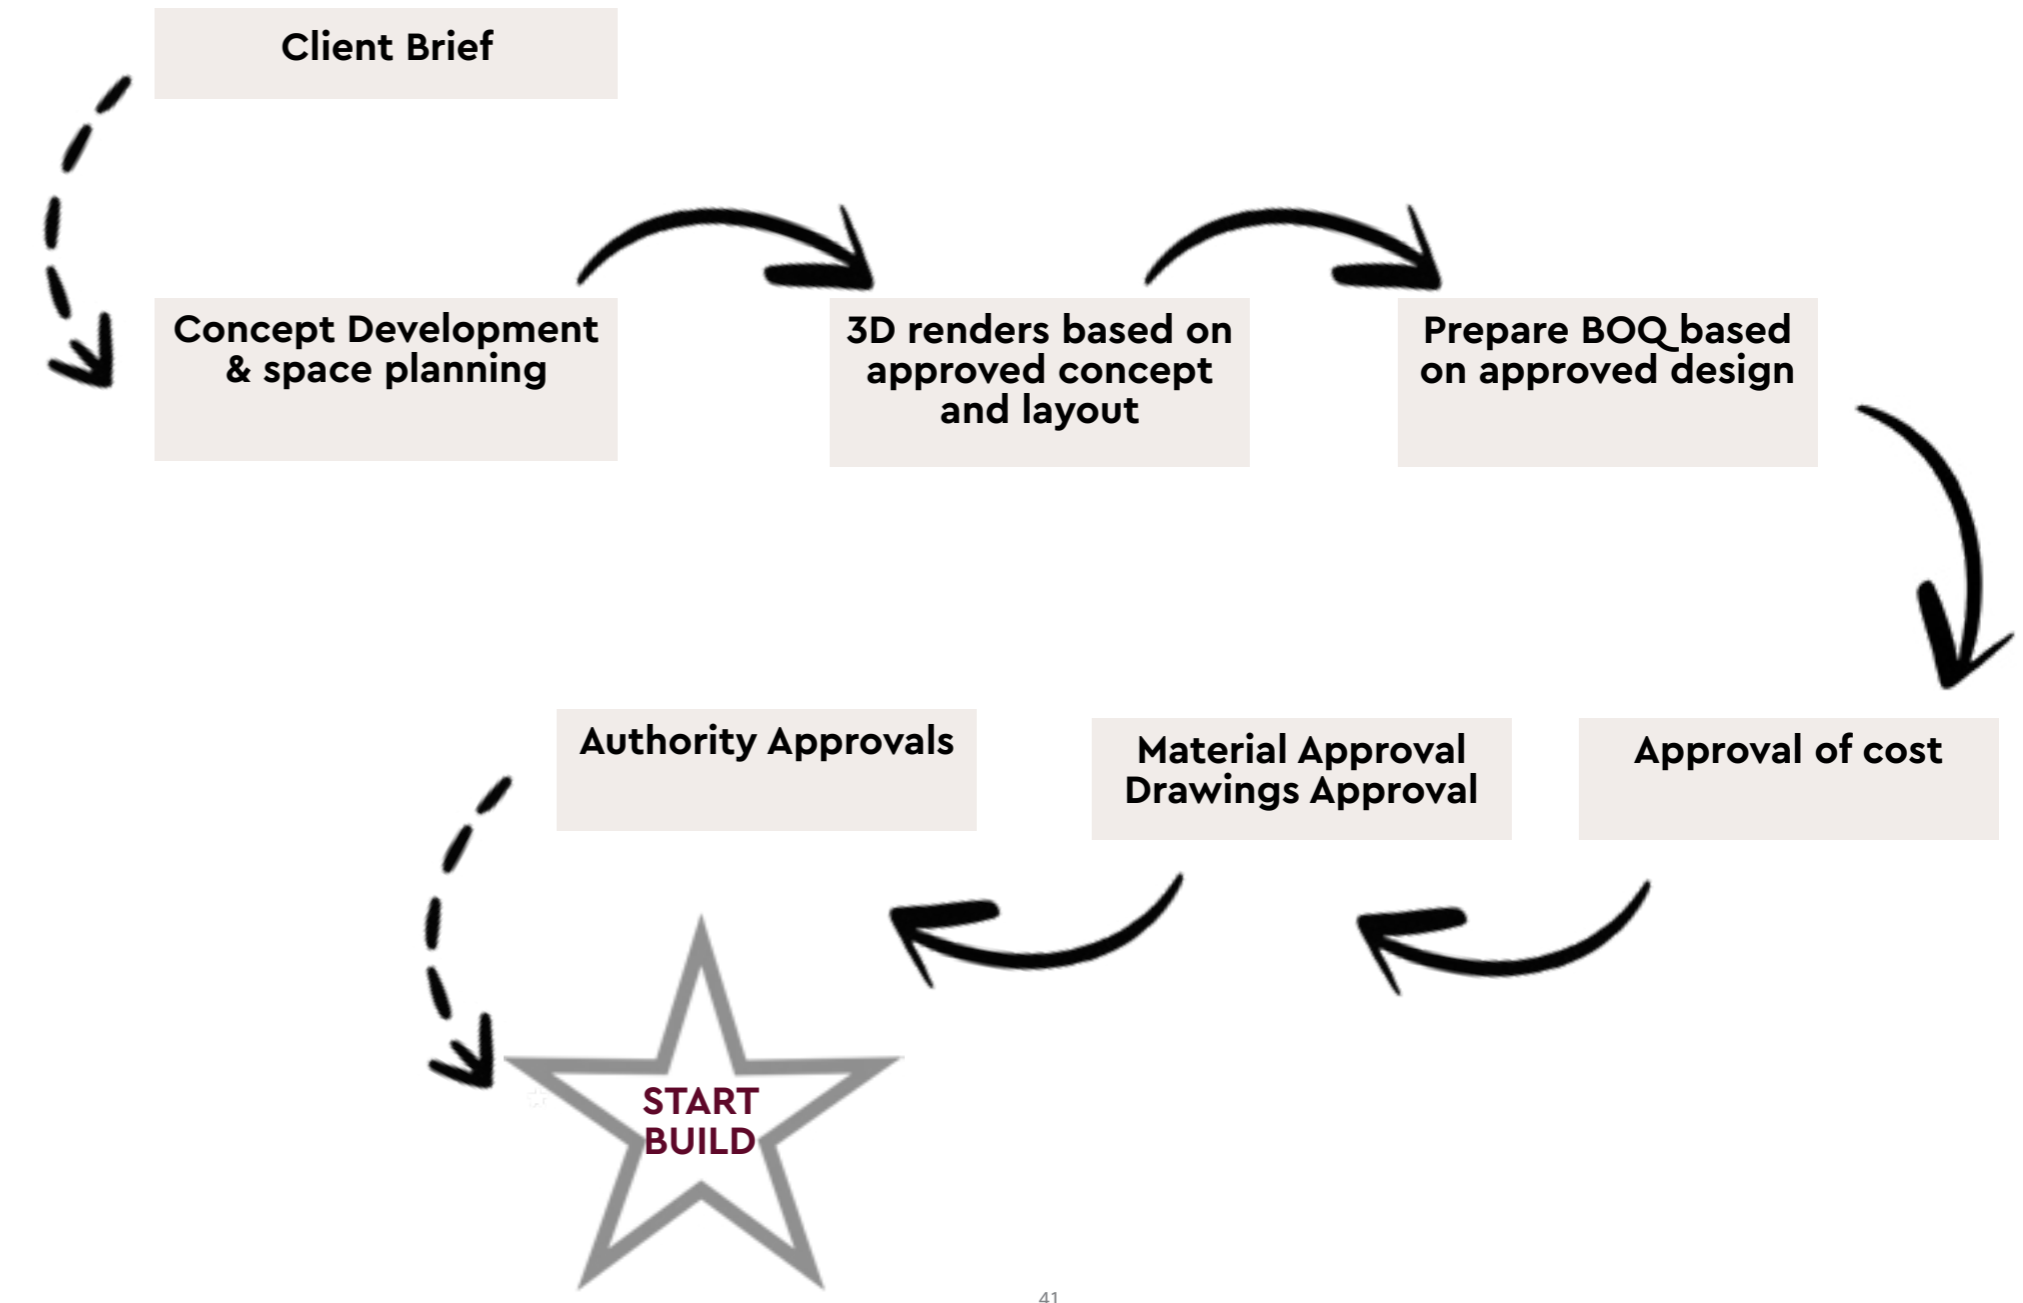 Client Brief
Concept Development
& space planning
3D renders based on
approved concept
and layout
Prepare BOQ based
on approved design
Approval of cost
Material Approval
Drawings Approval
Authority Approvals
START
BUILD
41